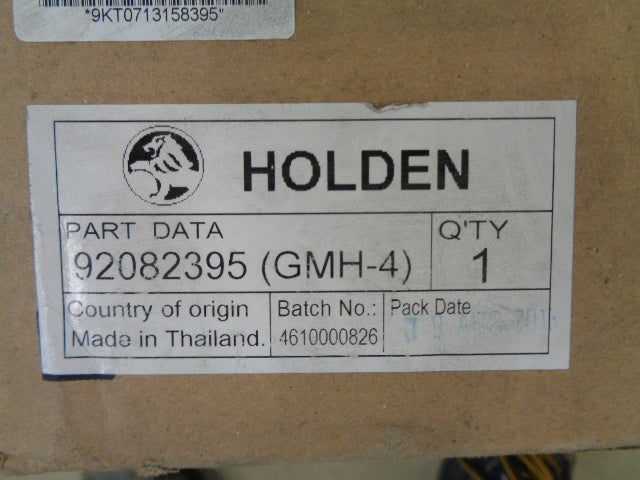 *9KT0713158395"
HOLDEN
PART DATA
92082395 (GMH-4)
Q'TY
1
Country of origin
Made in Thailand.
Batch No.:
4610000826
Pack Date